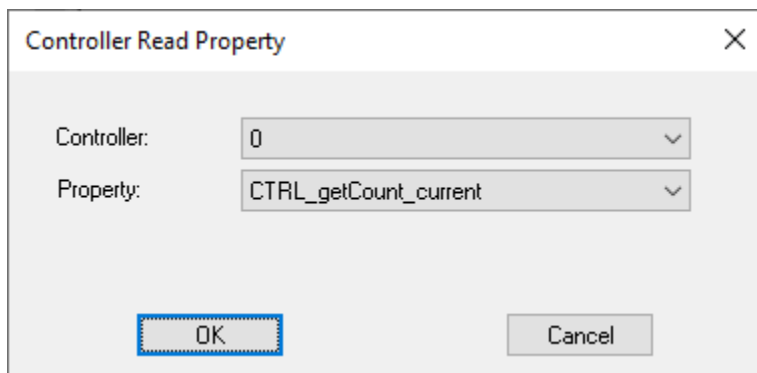 Controller Read Property
Controller: 0
Property: CTRL_getCount_current
OK Cancel